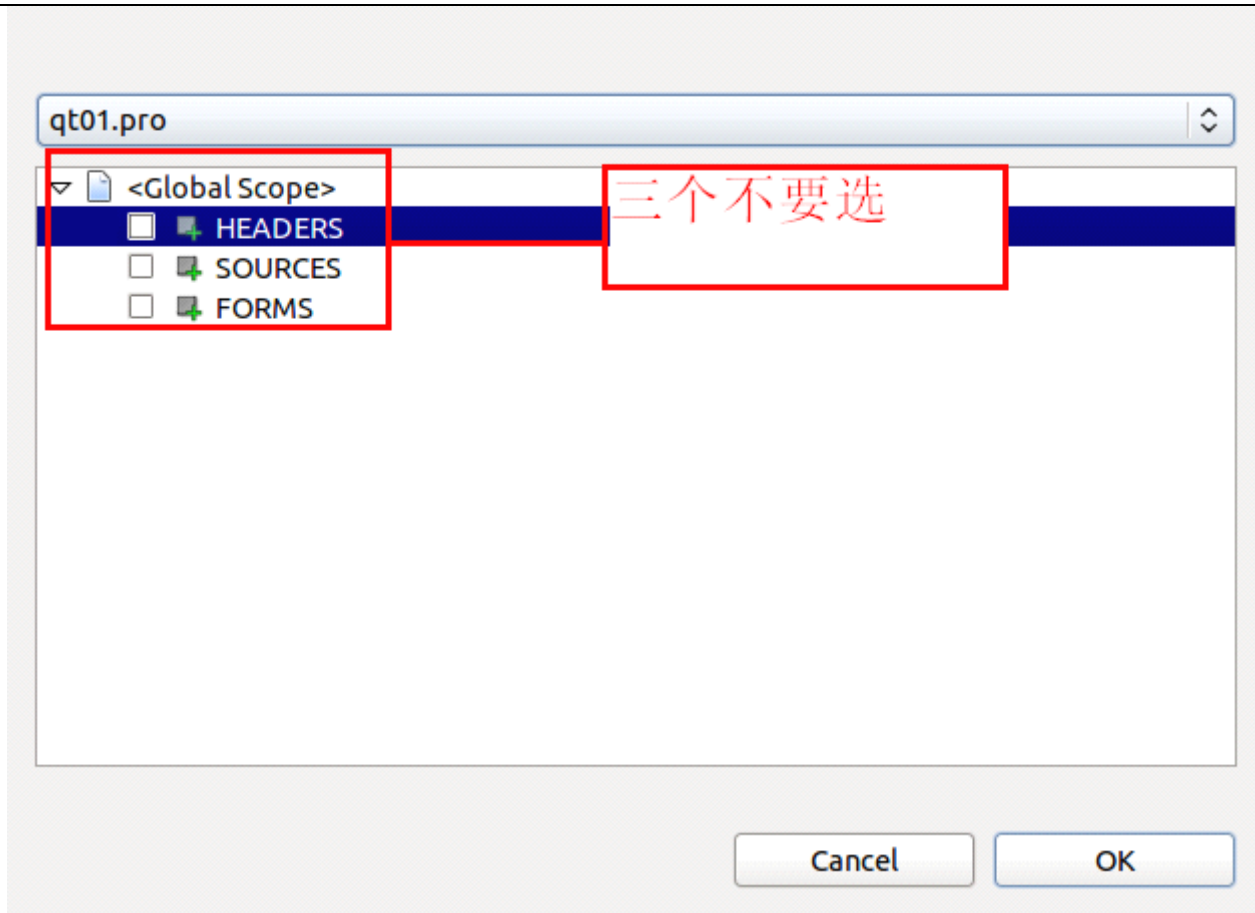 qt01.pro
<Global Scope>
三个不要选
HEADERS
SOURCES
FORMS
Cancel
OK